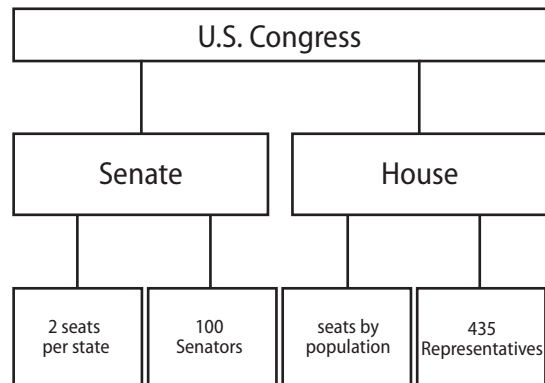 U.S. Congress
Senate
House
2 seats
per state
100
Senators
seats by
population
435
Representatives